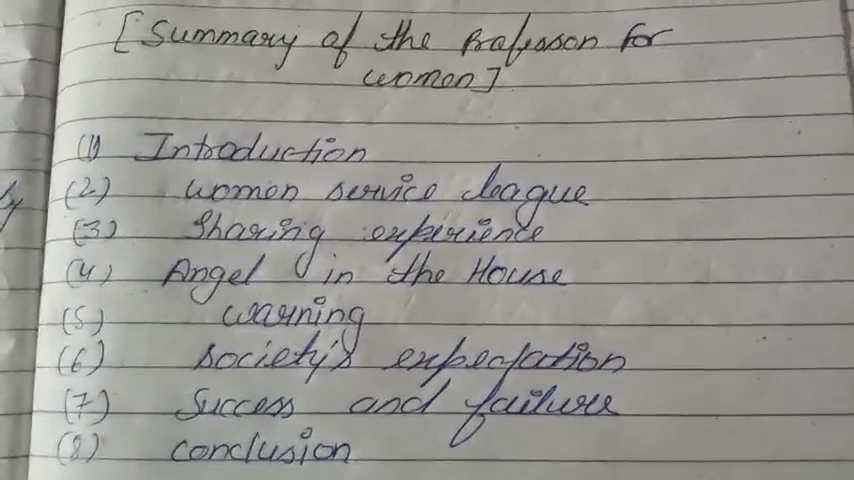 [Summary of the Profession for
women]
(1) Introduction
(2) women service league
(3) Sharing experience
(4) Angel in the House
(5) warning
(6) society's expectation
(7) Success and failure
(8) conclusion